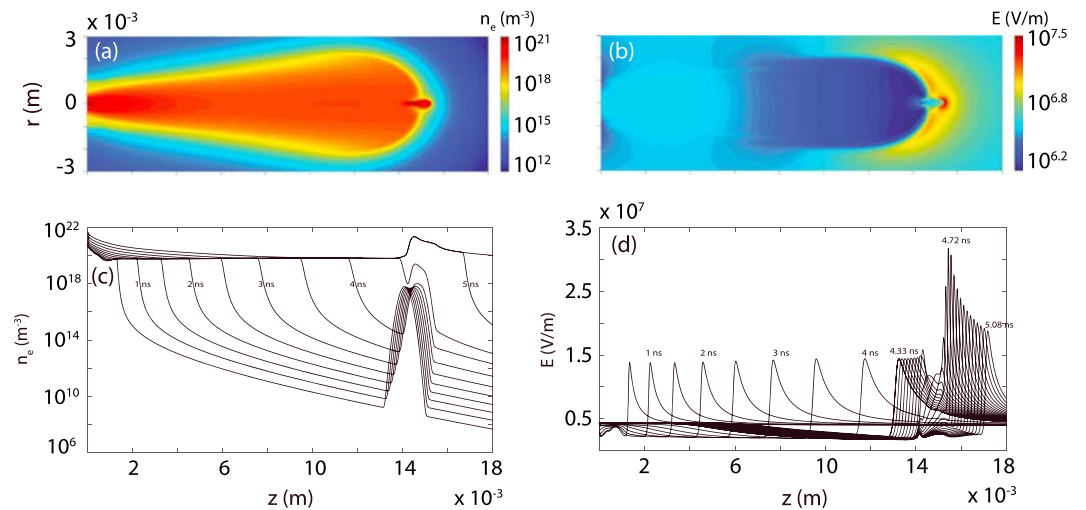 x 10⁻³
nₑ (m⁻³)
E (V/m)
3
(a)
10²¹
(b)
10⁷·⁵
r (m)
0
10¹⁸
10⁶·⁸
10¹⁵
-3
10¹²
10⁶·²
x 10⁷
10²²
3.5
(d)
4.72 ns
10¹⁸
(c)
1 ns
2 ns
3 ns
4 ns
5 ns
2.5
nₑ (m⁻³)
10¹⁴
E (V/m)
5.08 ns
1.5
1 ns
2 ns
3 ns
4 ns
4.33 ns
10¹⁰
0.5
10⁶
2 6 10 14 18
2 6 10 14 18
z (m)
x 10⁻³
z (m)
x 10⁻³